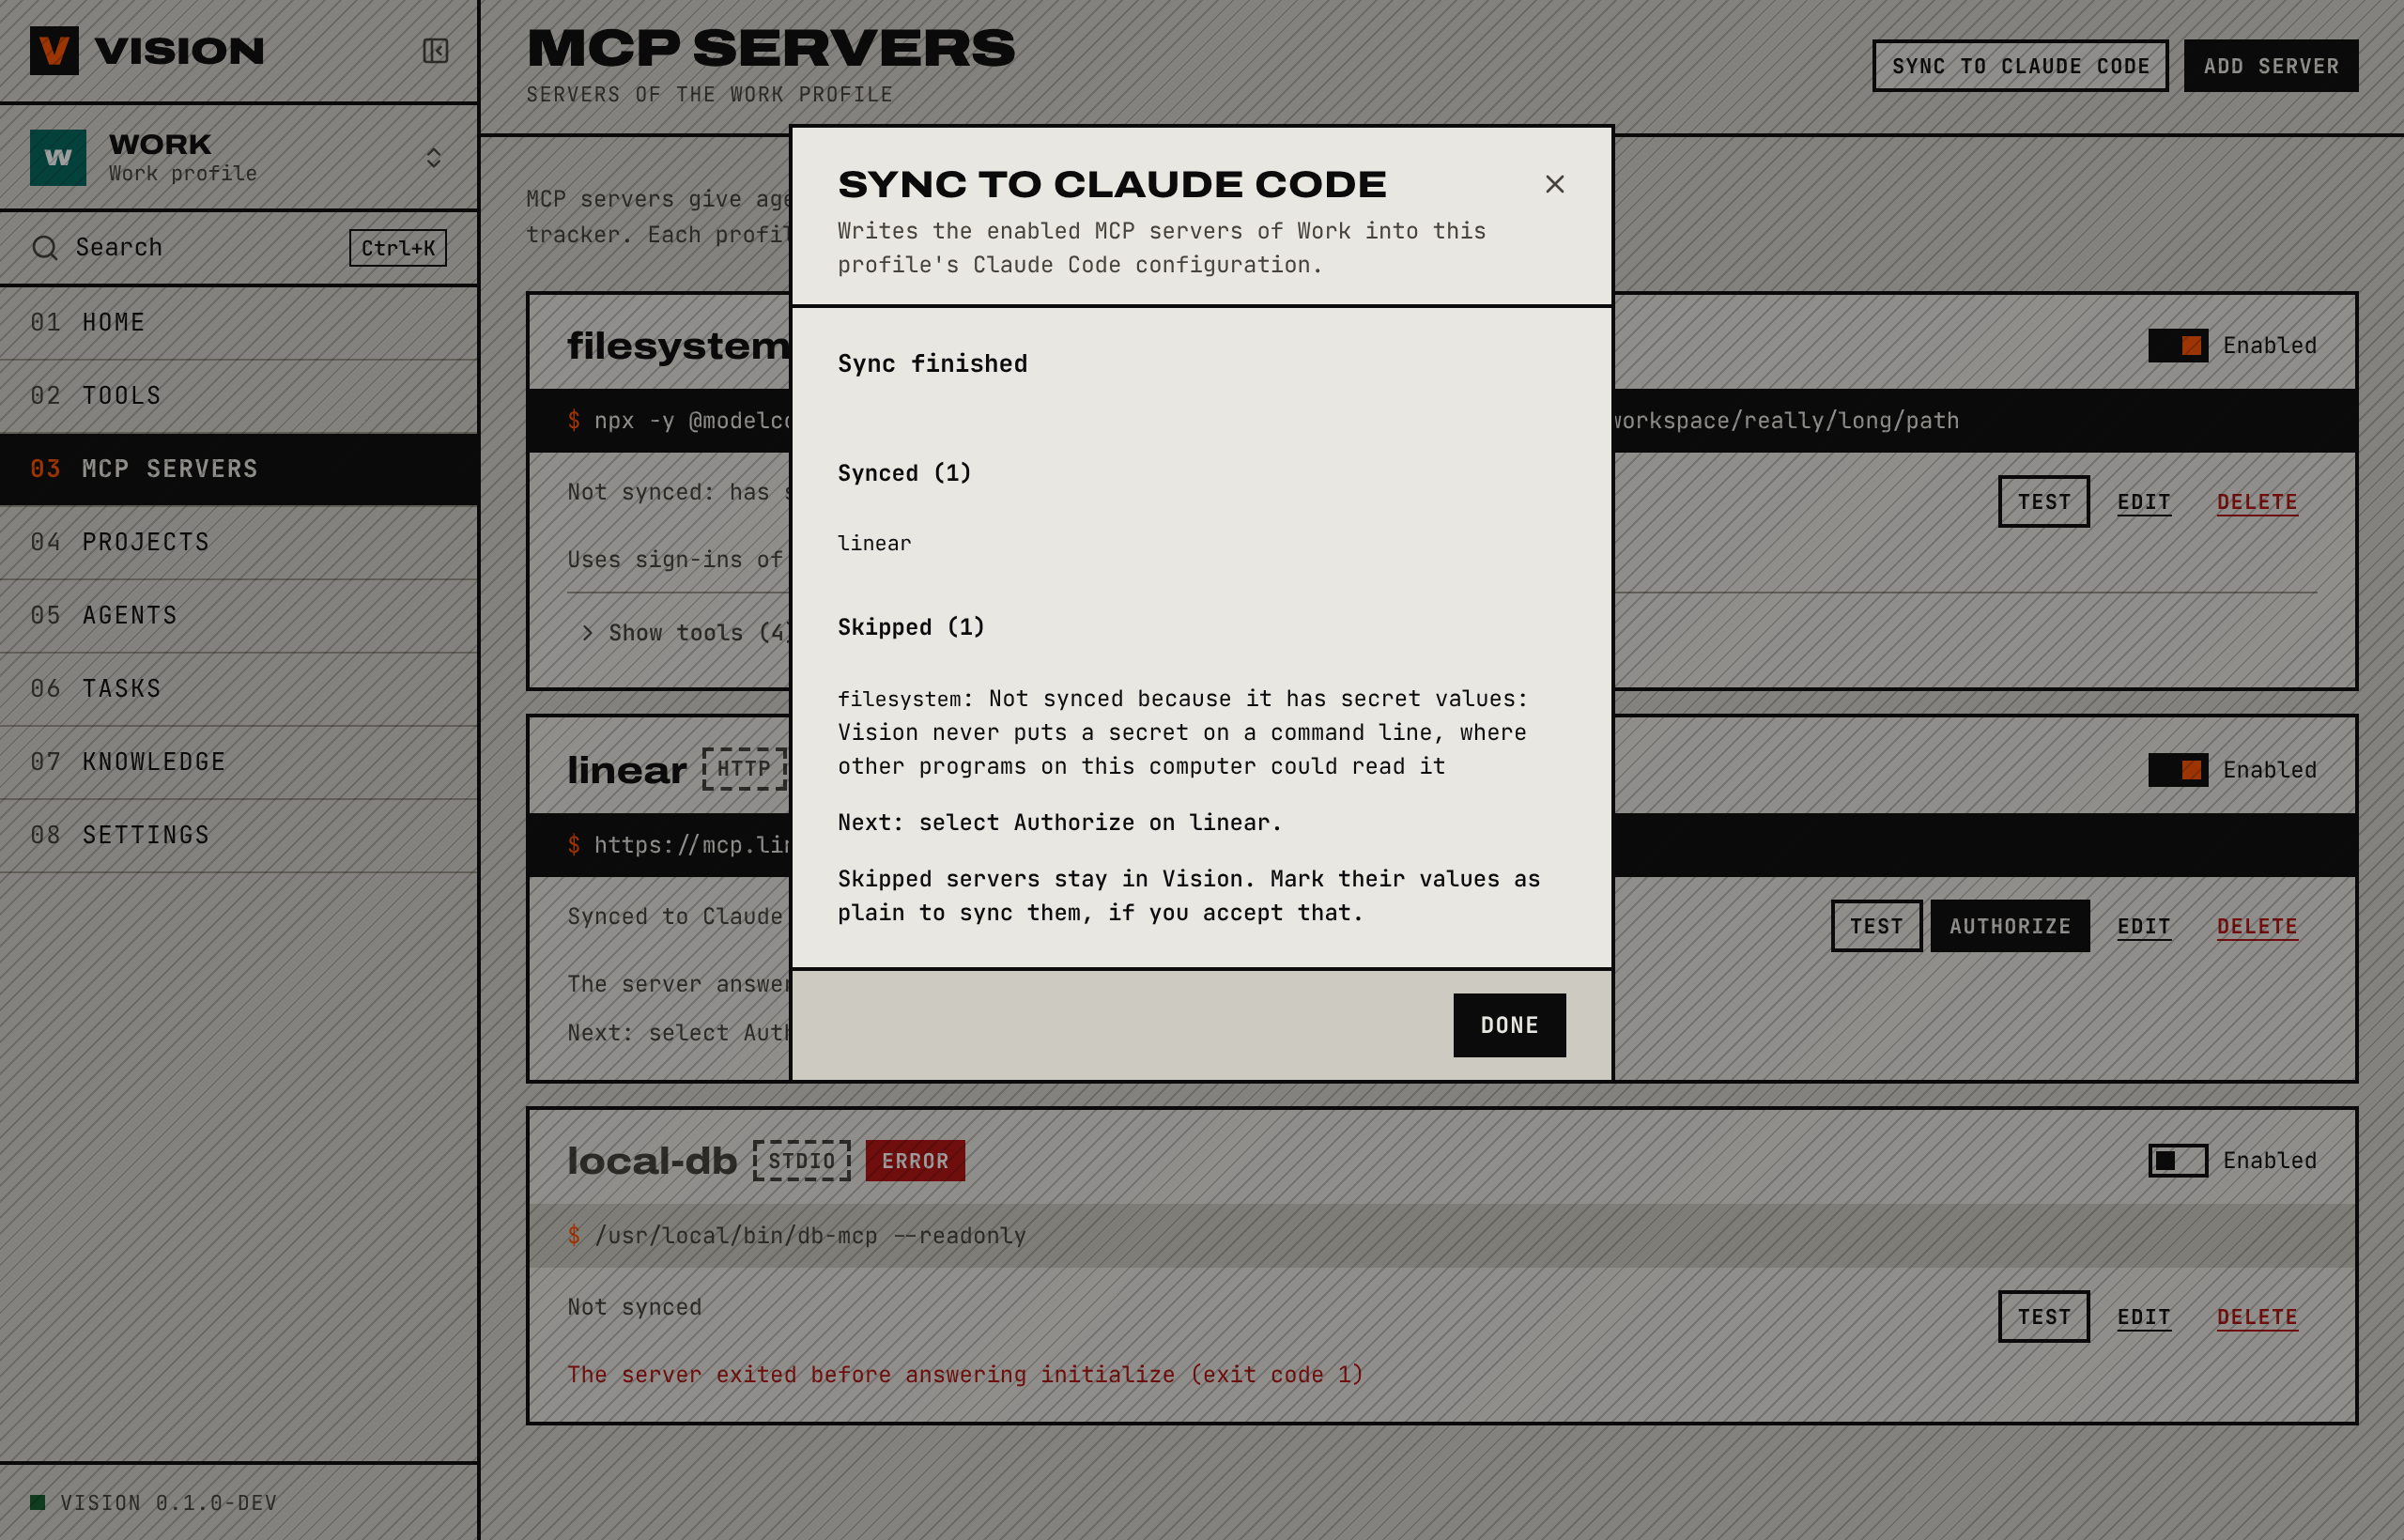 V VISION
W WORK
Work profile
Search Ctrl+K
01 HOME
02 TOOLS
03 MCP SERVERS
04 PROJECTS
05 AGENTS
06 TASKS
07 KNOWLEDGE
08 SETTINGS
VISION 0.1.0-DEV
MCP SERVERS
SERVERS OF THE WORK PROFILE
SYNC TO CLAUDE CODE ADD SERVER
MCP servers give
tracker. Each
filesystem Enabled
$ npx -y workspace/really/long/path
Not synced: has
TEST EDIT DELETE
Uses sign-ins of
Show tools (4)
linear HTTP Enabled
$
Synced to Claude
TEST AUTHORIZE EDIT DELETE
The server
Next: select
local-db STDIO ERROR Enabled
$ /usr/local/bin/db-mcp --readonly
Not synced
TEST EDIT DELETE
The server exited before answering initialize (exit code 1)
SYNC TO CLAUDE CODE
Writes the enabled MCP servers of Work into this
profile's Claude Code configuration.
Sync finished
Synced (1)
linear
Skipped (1)
filesystem: Not synced because it has secret values:
Vision never puts a secret on a command line, where
other programs on this computer could read it
Next: select Authorize on linear.
Skipped servers stay in Vision. Mark their values as
plain to sync them, if you accept that.
DONE